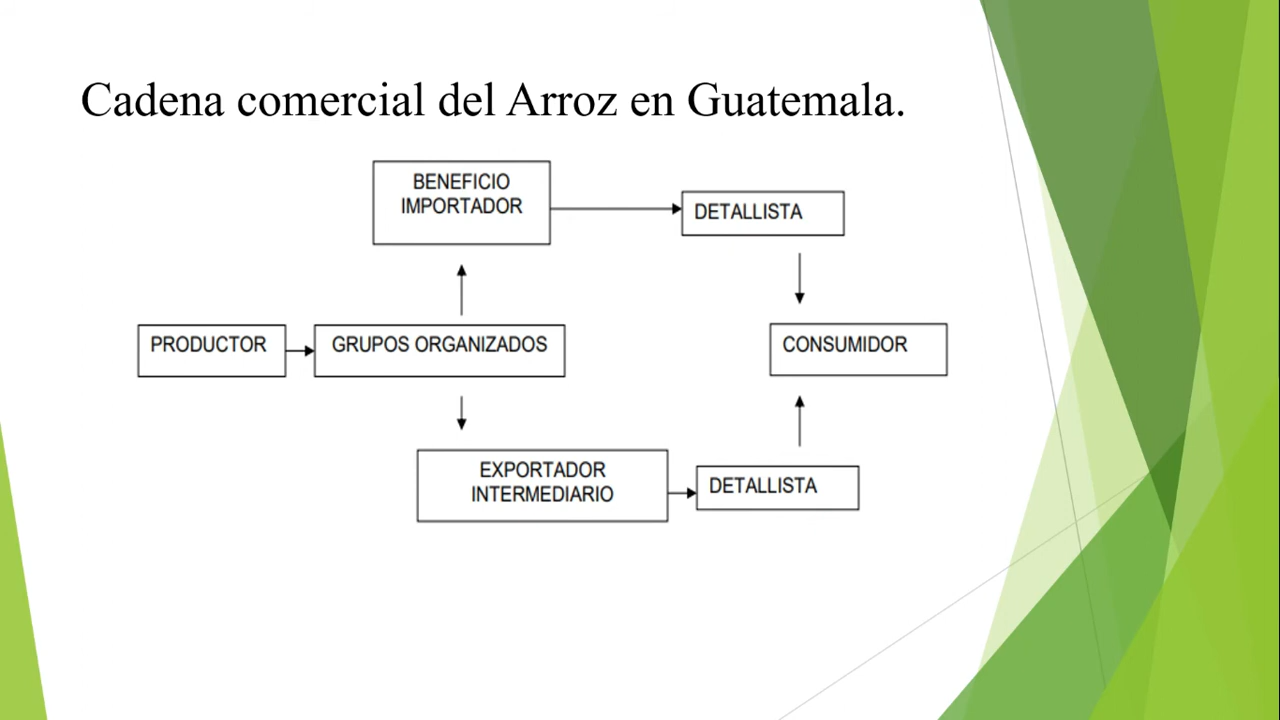 Cadena comercial del Arroz en Guatemala.
BENEFICIO
IMPORTADOR
DETALLISTA
PRODUCTOR
GRUPOS ORGANIZADOS
CONSUMIDOR
EXPORTADOR
INTERMEDIARIO
DETALLISTA